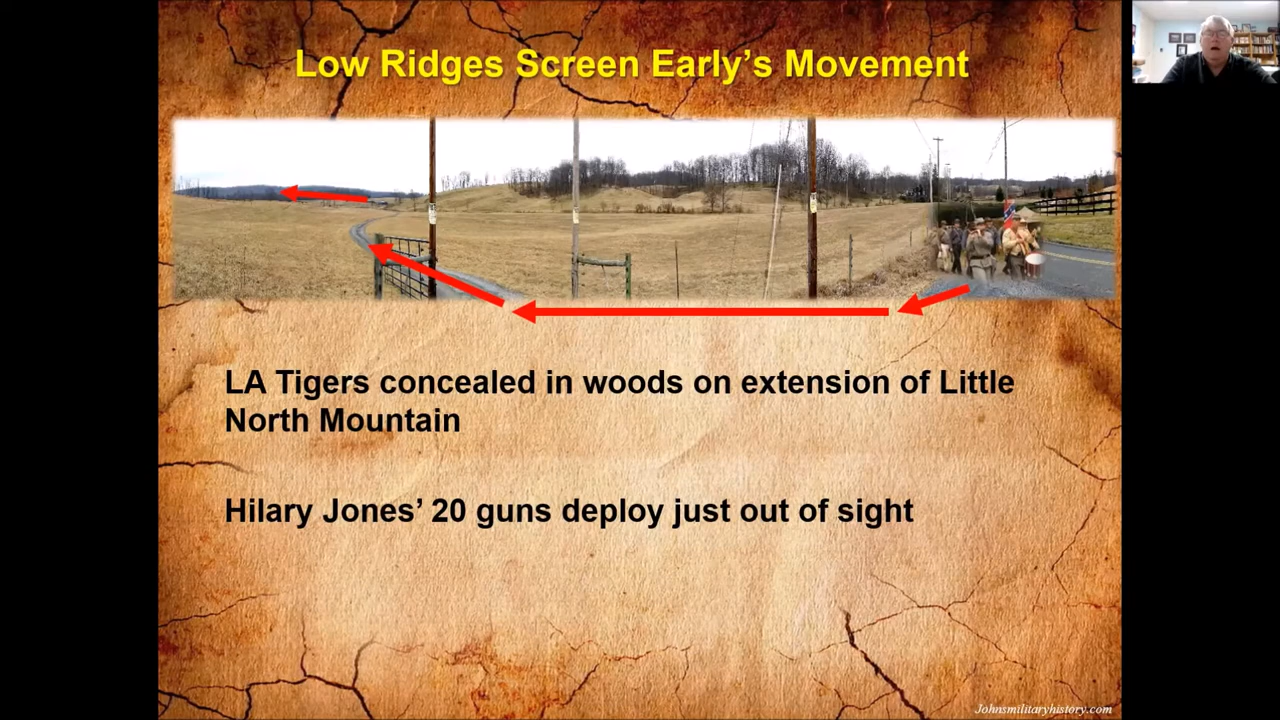 Low Ridges Screen Early's Movement
LA Tigers concealed in woods on extension of Little
North Mountain
Hilary Jones' 20 guns deploy just out of sight
Johnsmilitaryhistory.com